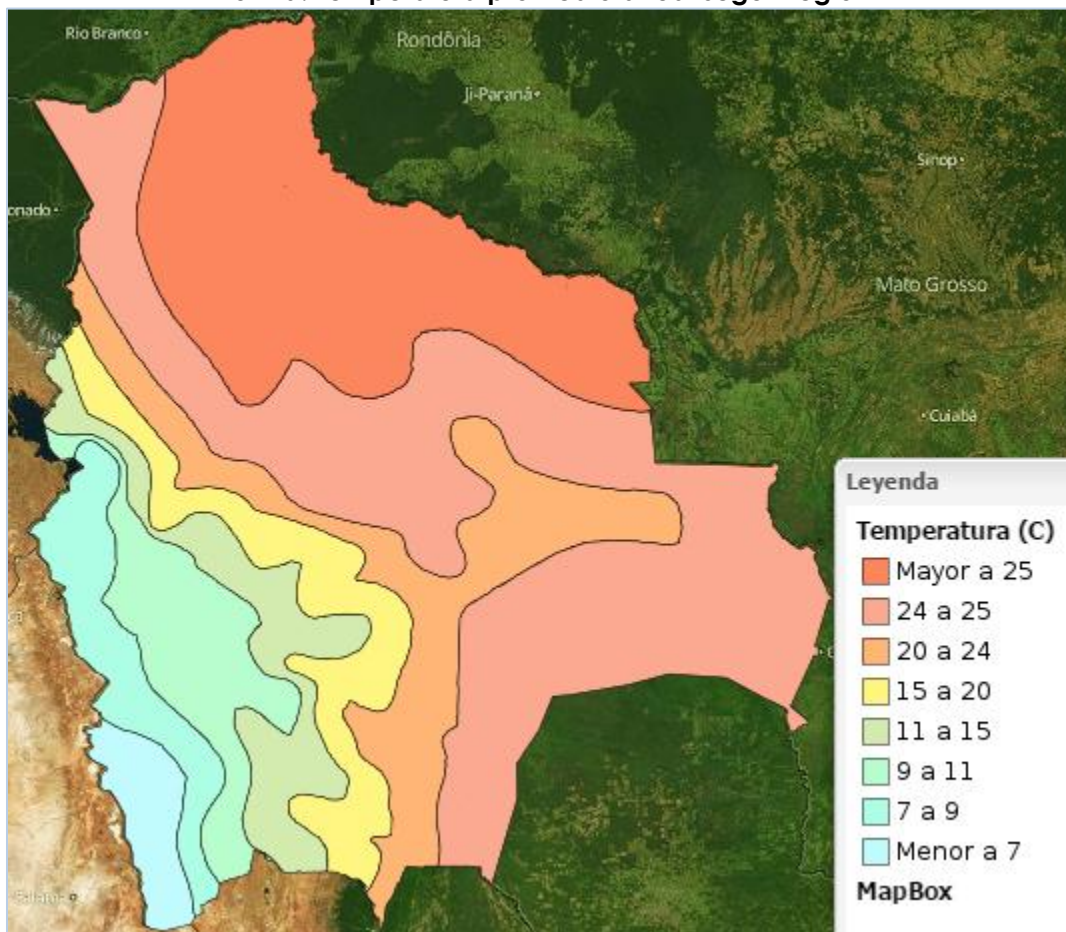 Rio Branco
Rondônia
Ji-Paraná
Sinop
onado
Mato Grosso
Cuiabá
Leyenda
Temperatura (C)
Mayor a 25
24 a 25
20 a 24
15 a 20
11 a 15
9 a 11
7 a 9
Menor a 7
MapBox